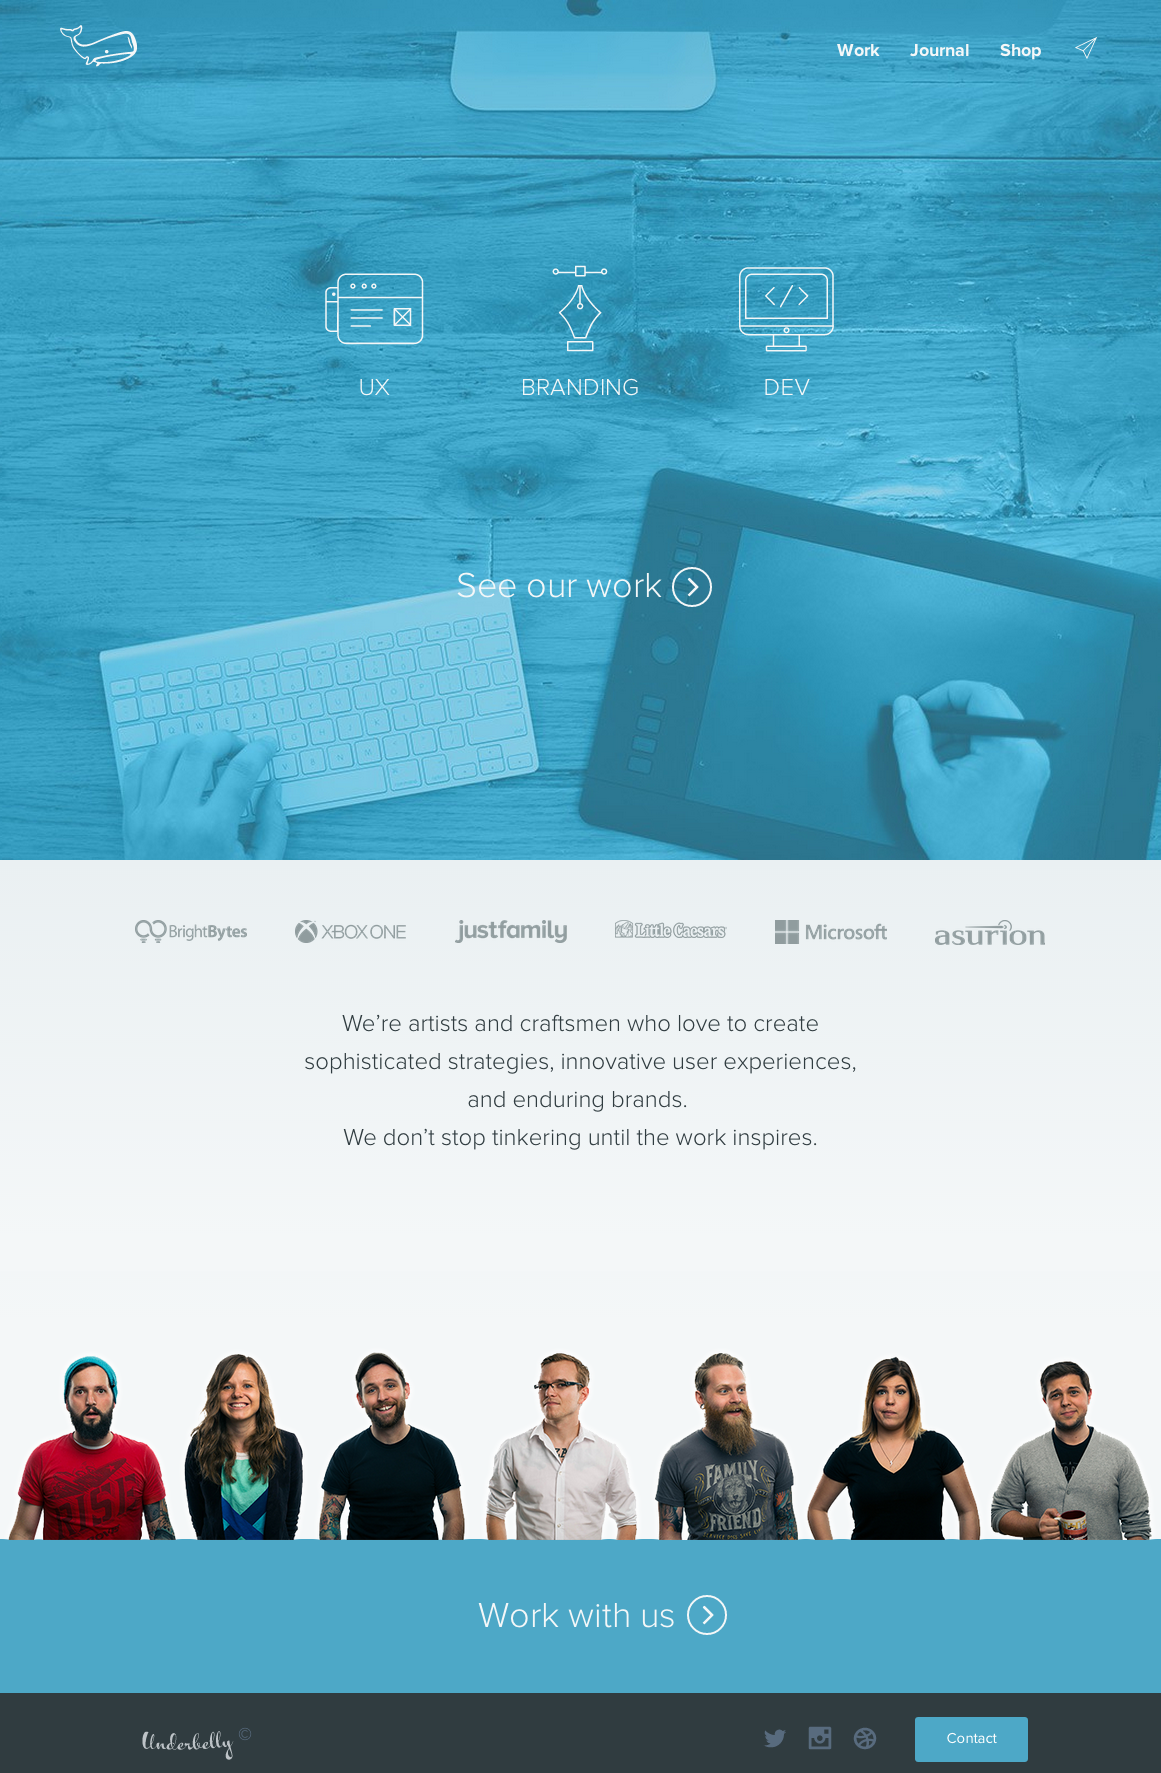 Work Journal Shop
UX BRANDING DEV
</>
See our work
BrightBytes XBOX ONE justfamily Little Caesars Microsoft asurion
We’re artists and craftsmen who love to create
sophisticated strategies, innovative user experiences,
and enduring brands.
We don’t stop tinkering until the work inspires.
FAMILY
FRIEND
Work with us
Underbelly ©
Contact